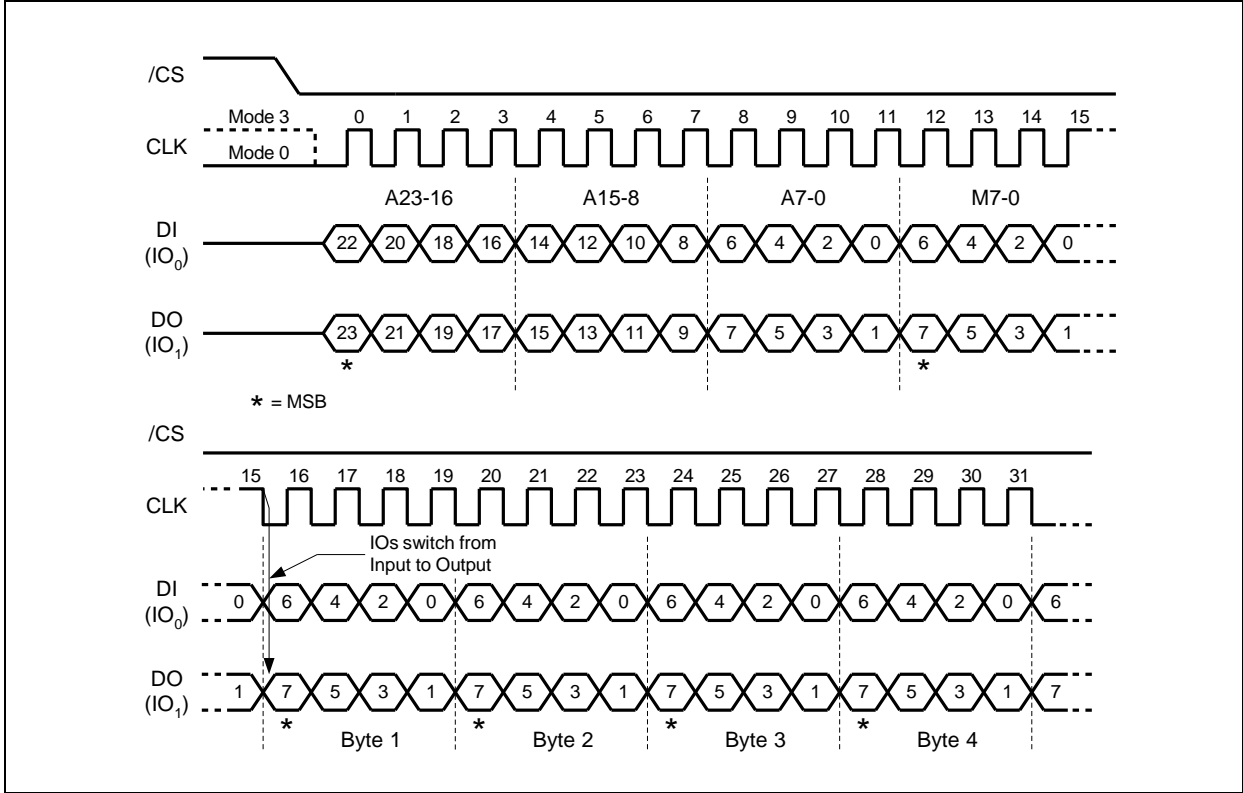 /CS
Mode 3 0 1 2 3 4 5 6 7 8 9 10 11 12 13 14 15
CLK
Mode 0
A23-16 A15-8 A7-0 M7-0
DI
(IO0) 22 20 18 16 14 12 10 8 6 4 2 0 6 4 2 0
DO
(IO1) 23 21 19 17 15 13 11 9 7 5 3 1 7 5 3 1
* *
* = MSB
/CS
15 16 17 18 19 20 21 22 23 24 25 26 27 28 29 30 31
CLK
IOs switch from
Input to Output
DI
(IO0) 0 6 4 2 0 6 4 2 0 6 4 2 0 6 4 2 0 6
DO
(IO1) 1 7 5 3 1 7 5 3 1 7 5 3 1 7 5 3 1 7
* * * *
Byte 1 Byte 2 Byte 3 Byte 4